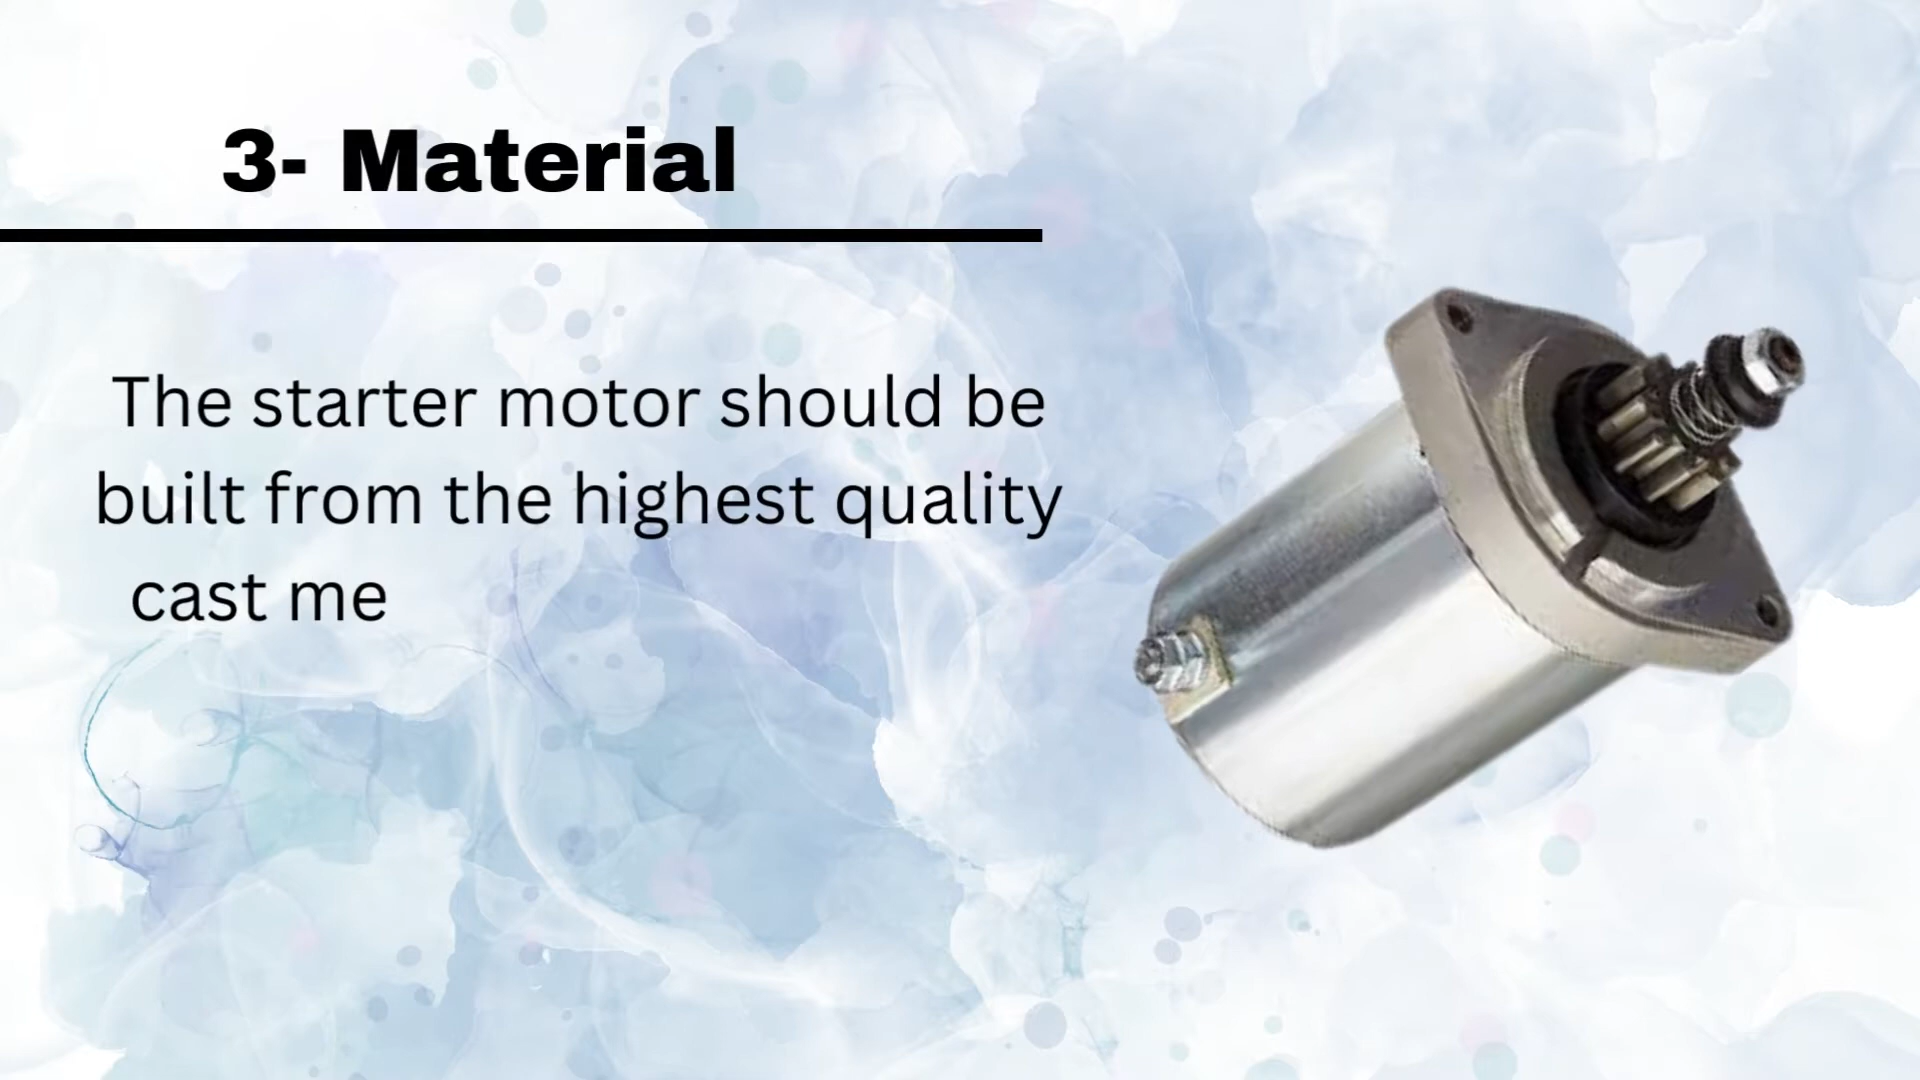 3- Material
The starter motor should be
built from the highest quality
cast me